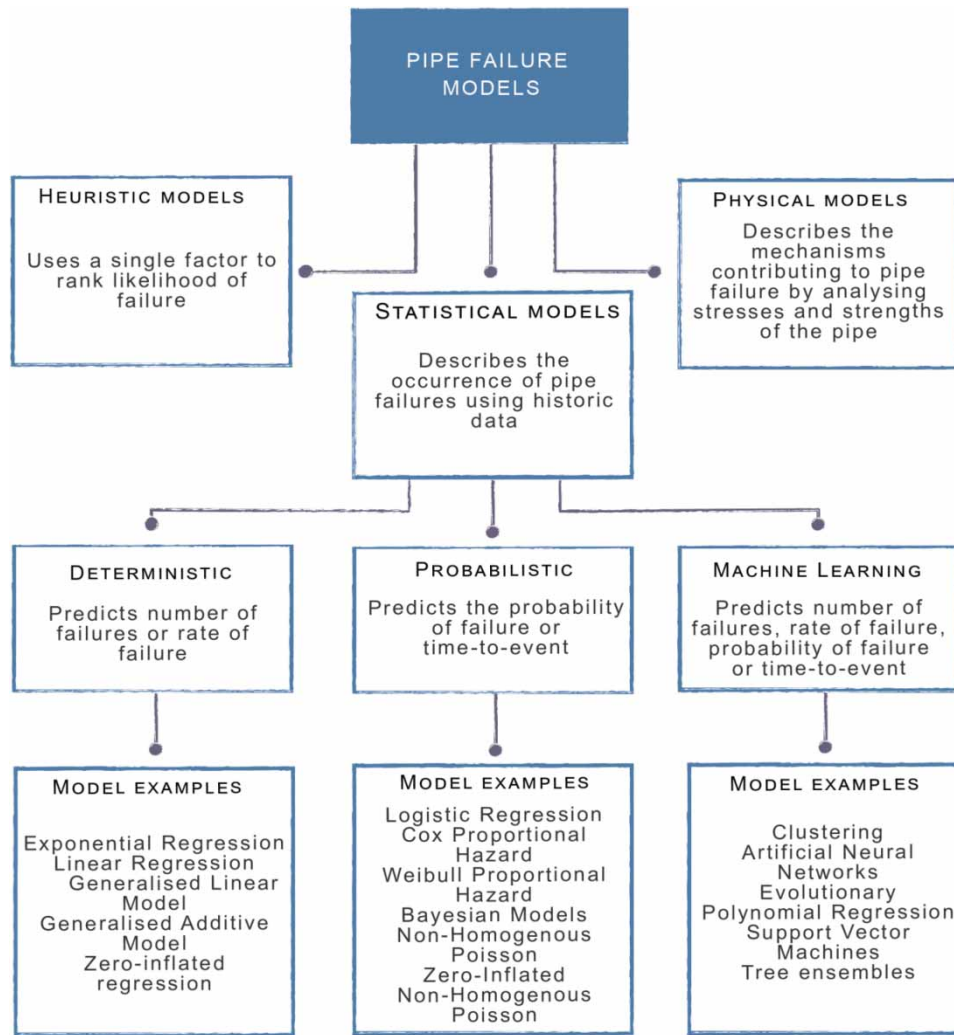 PIPE FAILURE
MODELS
HEURISTIC MODELS
Uses a single factor to
rank likelihood of
failure
STATISTICAL MODELS
Describes the
occurrence of pipe
failures using historic
data
PHYSICAL MODELS
Describes the
mechanisms
contributing to pipe
failure by analysing
stresses and strengths
of the pipe
DETERMINISTIC
Predicts number of
failures or rate of
failure
PROBABILISTIC
Predicts the probability
of failure or
time-to-event
MACHINE LEARNING
Predicts number of
failures, rate of failure,
probability of failure
or time-to-event
MODEL EXAMPLES
Exponential Regression
Linear Regression
Generalised Linear
Model
Generalised Additive
Model
Zero-inflated
regression
MODEL EXAMPLES
Logistic Regression
Cox Proportional
Hazard
Weibull Proportional
Hazard
Bayesian Models
Non-Homogenous
Poisson
Zero-Inflated
Non-Homogenous
Poisson
MODEL EXAMPLES
Clustering
Artificial Neural
Networks
Evolutionary
Polynomial Regression
Support Vector
Machines
Tree ensembles